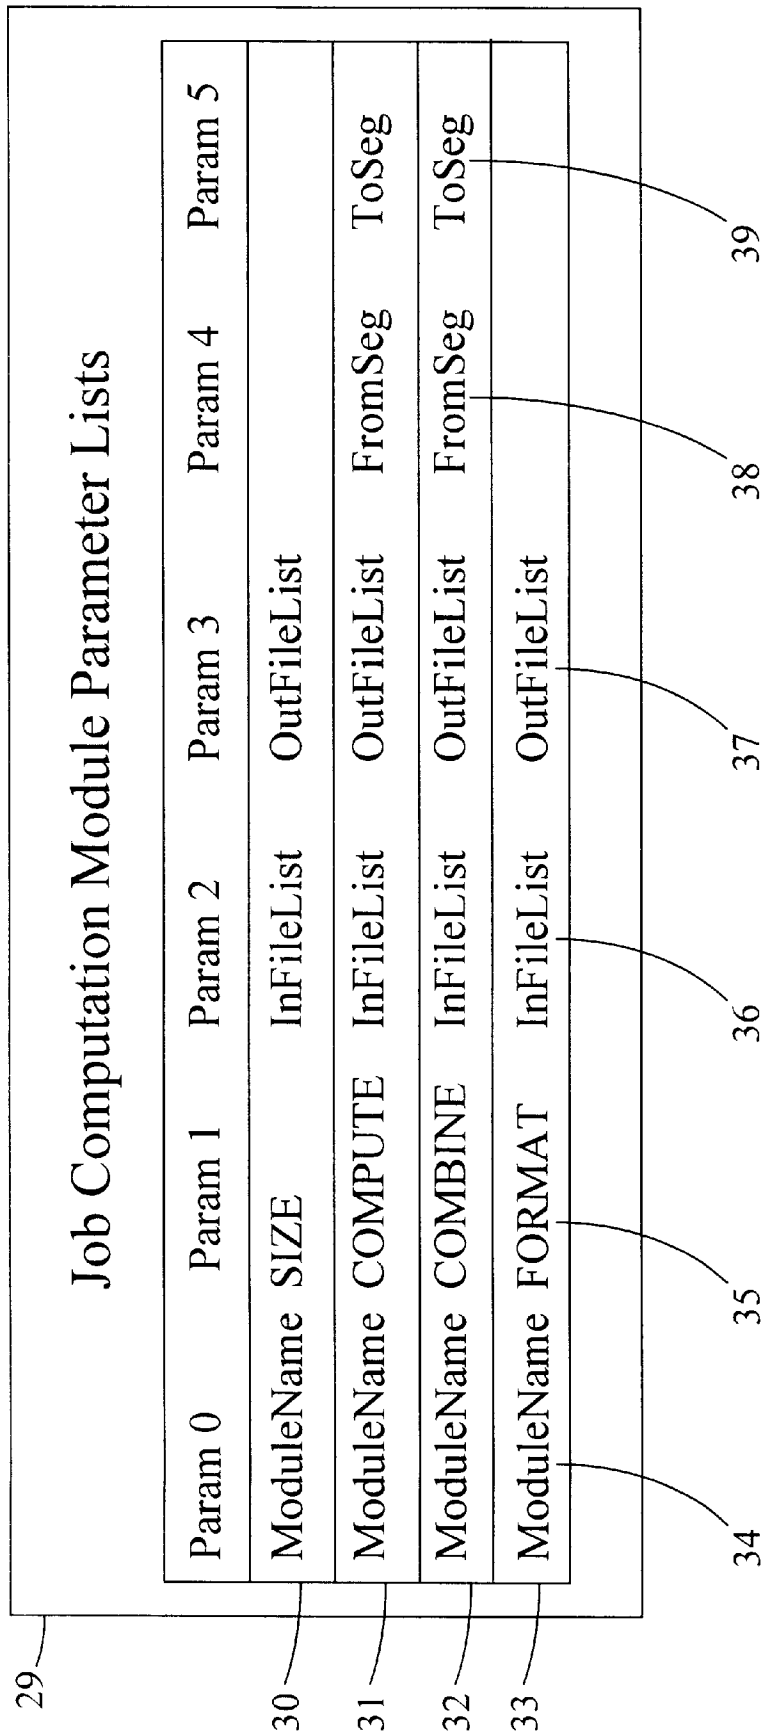 Job Computation Module Parameter Lists
29
Param 0 Param 1 Param 2 Param 3 Param 4 Param 5
30 ModuleName SIZE InFileList OutFileList
31 ModuleName COMPUTE InFileList OutFileList FromSeg ToSeg
32 ModuleName COMBINE InFileList OutFileList FromSeg ToSeg
33 ModuleName FORMAT InFileList OutFileList
34 35 36 37 38 39